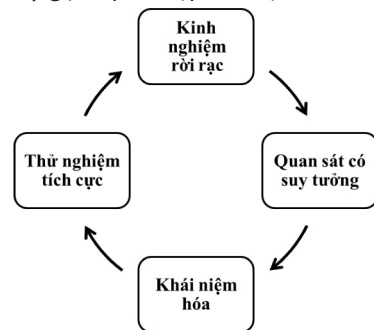 Kinh
nghiệm
rời rạc
Thử nghiệm
tích cực
Quan sát có
suy tưởng
Khái niệm
hóa